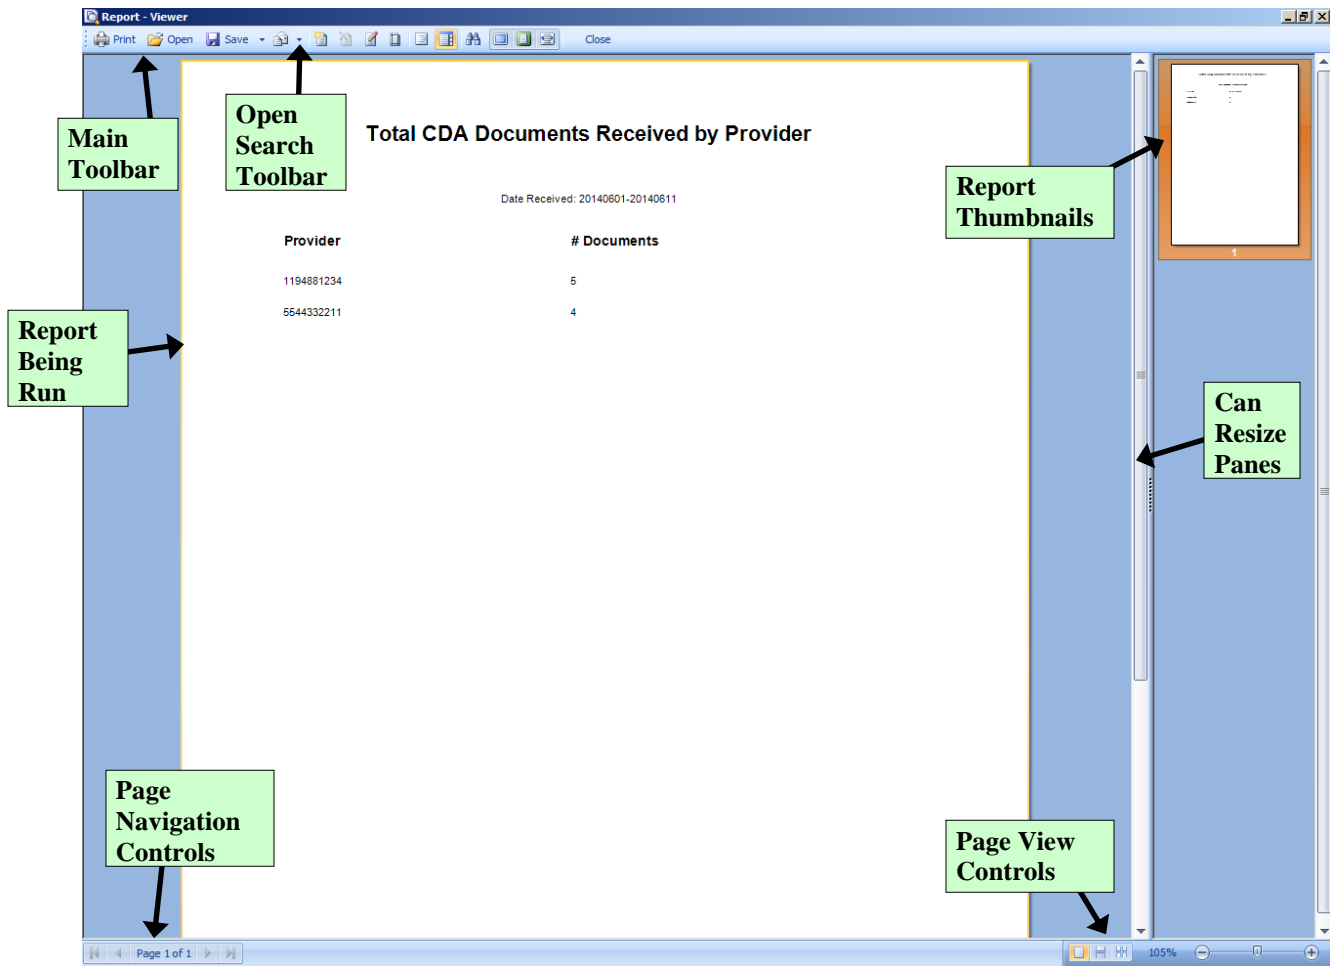 Report - Viewer
Print Open Save Close
Main
Toolbar
Open
Search
Toolbar
Total CDA Documents Received by Provider
Date Received: 20140601-20140611
Provider # Documents
1194881234 5
5544332211 4
Report
Thumbnails
1
Report
Being
Run
Can
Resize
Panes
Page
Navigation
Controls
Page View
Controls
Page 1 of 1
105%